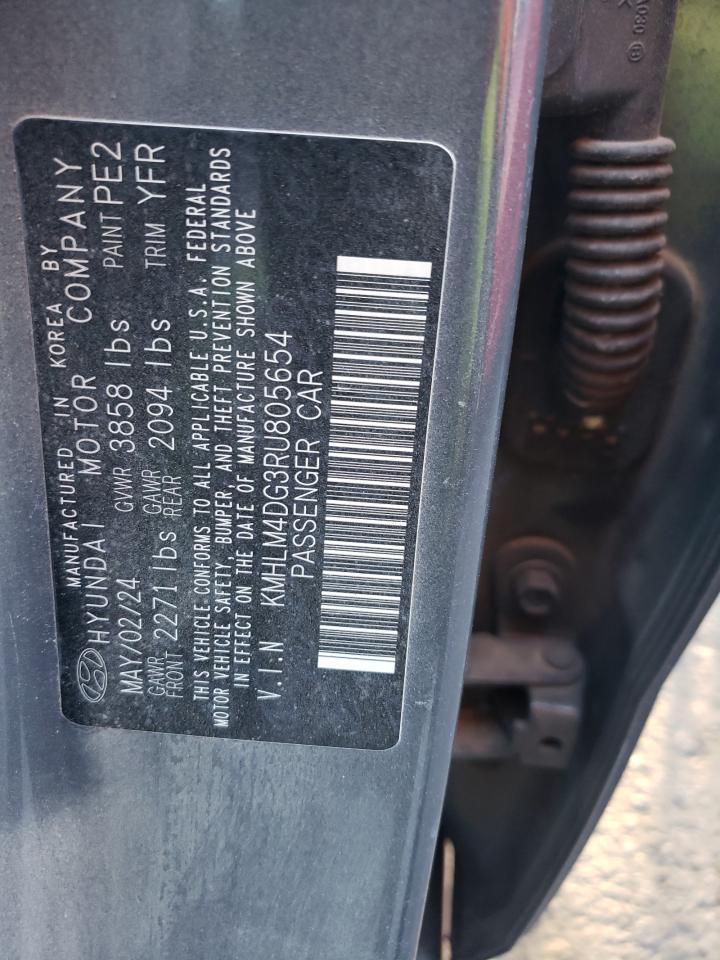 MANUFACTURED IN KOREA BY
HYUNDAI MOTOR COMPANY
MAY/02/24 GVWR 3858 lbs PAINT PE2
GAWR FRONT 2271 lbs GAWR REAR 2094 lbs TRIM YFR
THIS VEHICLE CONFORMS TO ALL APPLICABLE U.S.A. FEDERAL
MOTOR VEHICLE SAFETY, BUMPER, AND THEFT PREVENTION STANDARDS
IN EFFECT ON THE DATE OF MANUFACTURE SHOWN ABOVE
V.I.N KMHLM4DG3RU805654
PASSENGER CAR